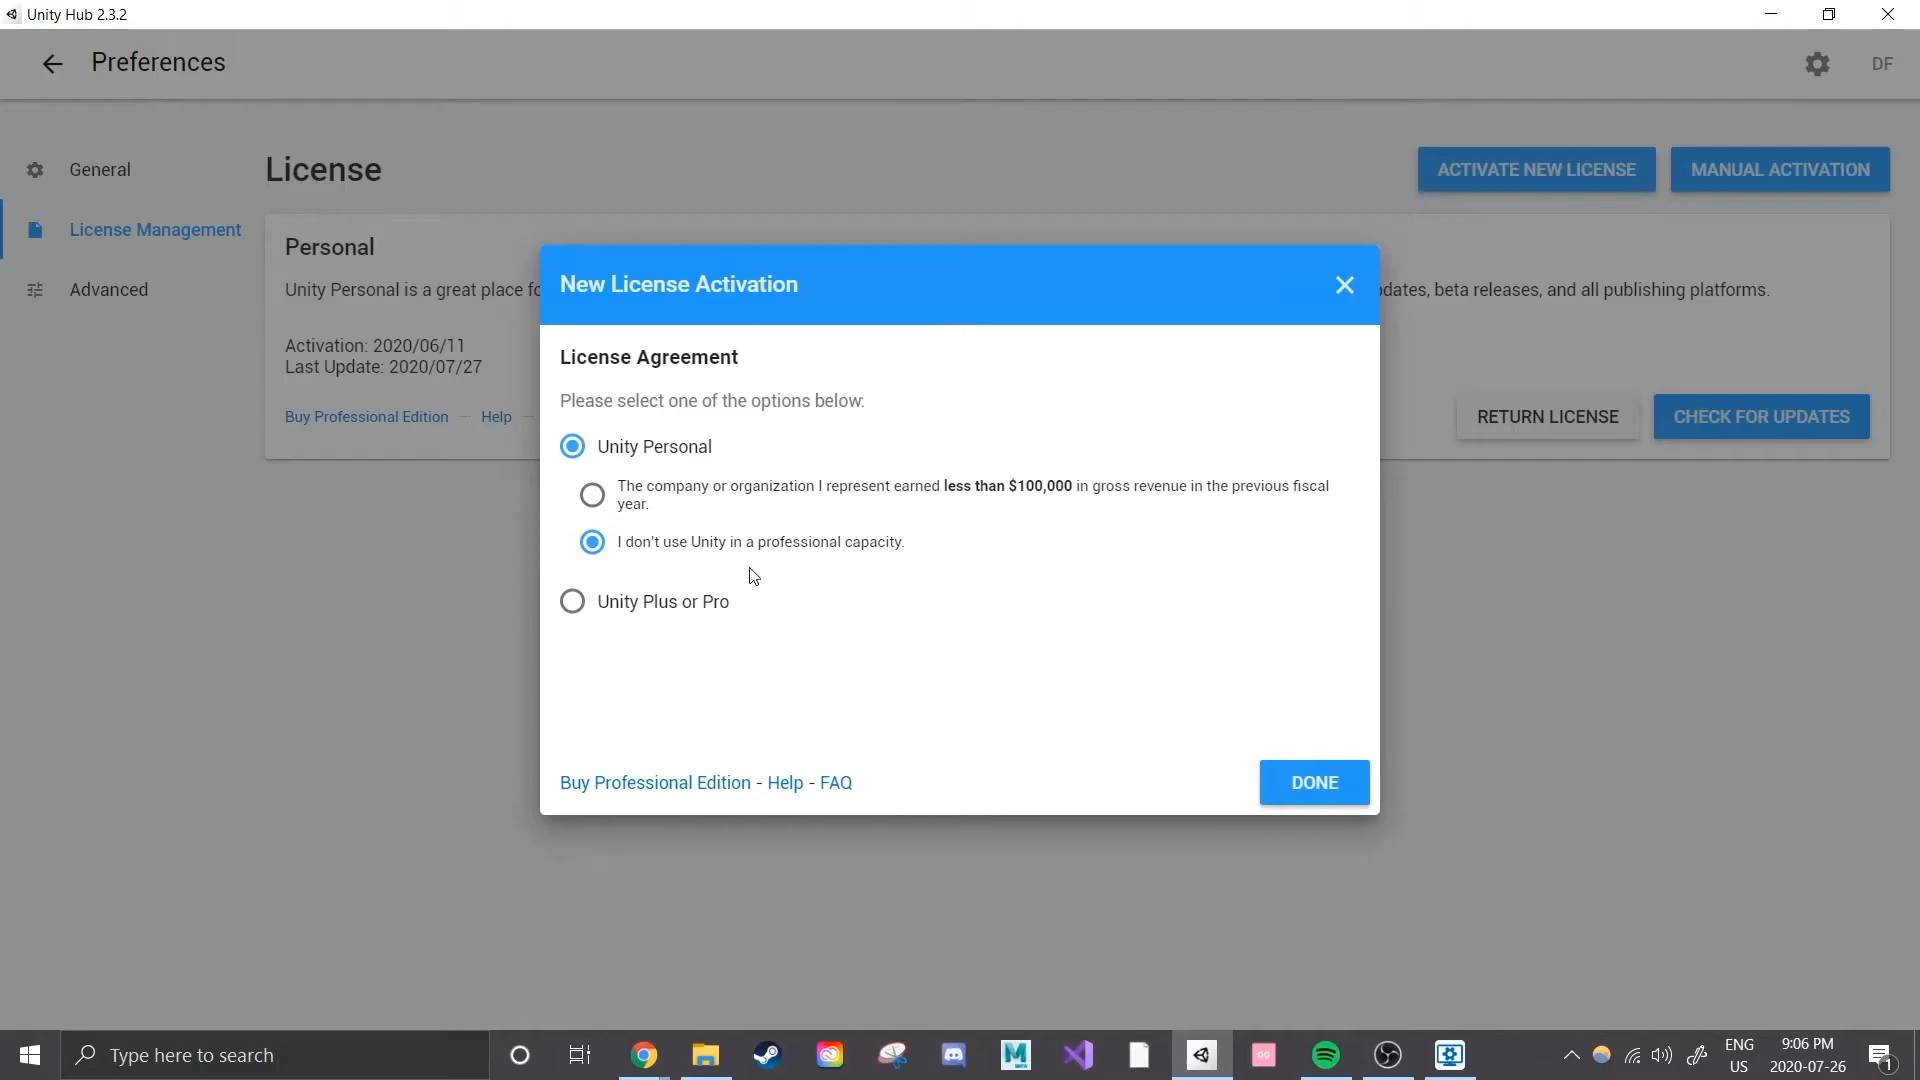 Unity Hub 2.3.2
Preferences
DF
General
License Management
Advanced
License
ACTIVATE NEW LICENSE
MANUAL ACTIVATION
Personal
Unity Personal is a great place fo
dates, beta releases, and all publishing platforms.
Activation: 2020/06/11
Last Update: 2020/07/27
Buy Professional Edition — Help —
RETURN LICENSE
CHECK FOR UPDATES
New License Activation
License Agreement
Please select one of the options below:
Unity Personal
The company or organization I represent earned less than $100,000 in gross revenue in the previous fiscal
year.
I don't use Unity in a professional capacity.
Unity Plus or Pro
Buy Professional Edition - Help - FAQ
DONE
Type here to search
ENG
US
9:06 PM
2020-07-26
1